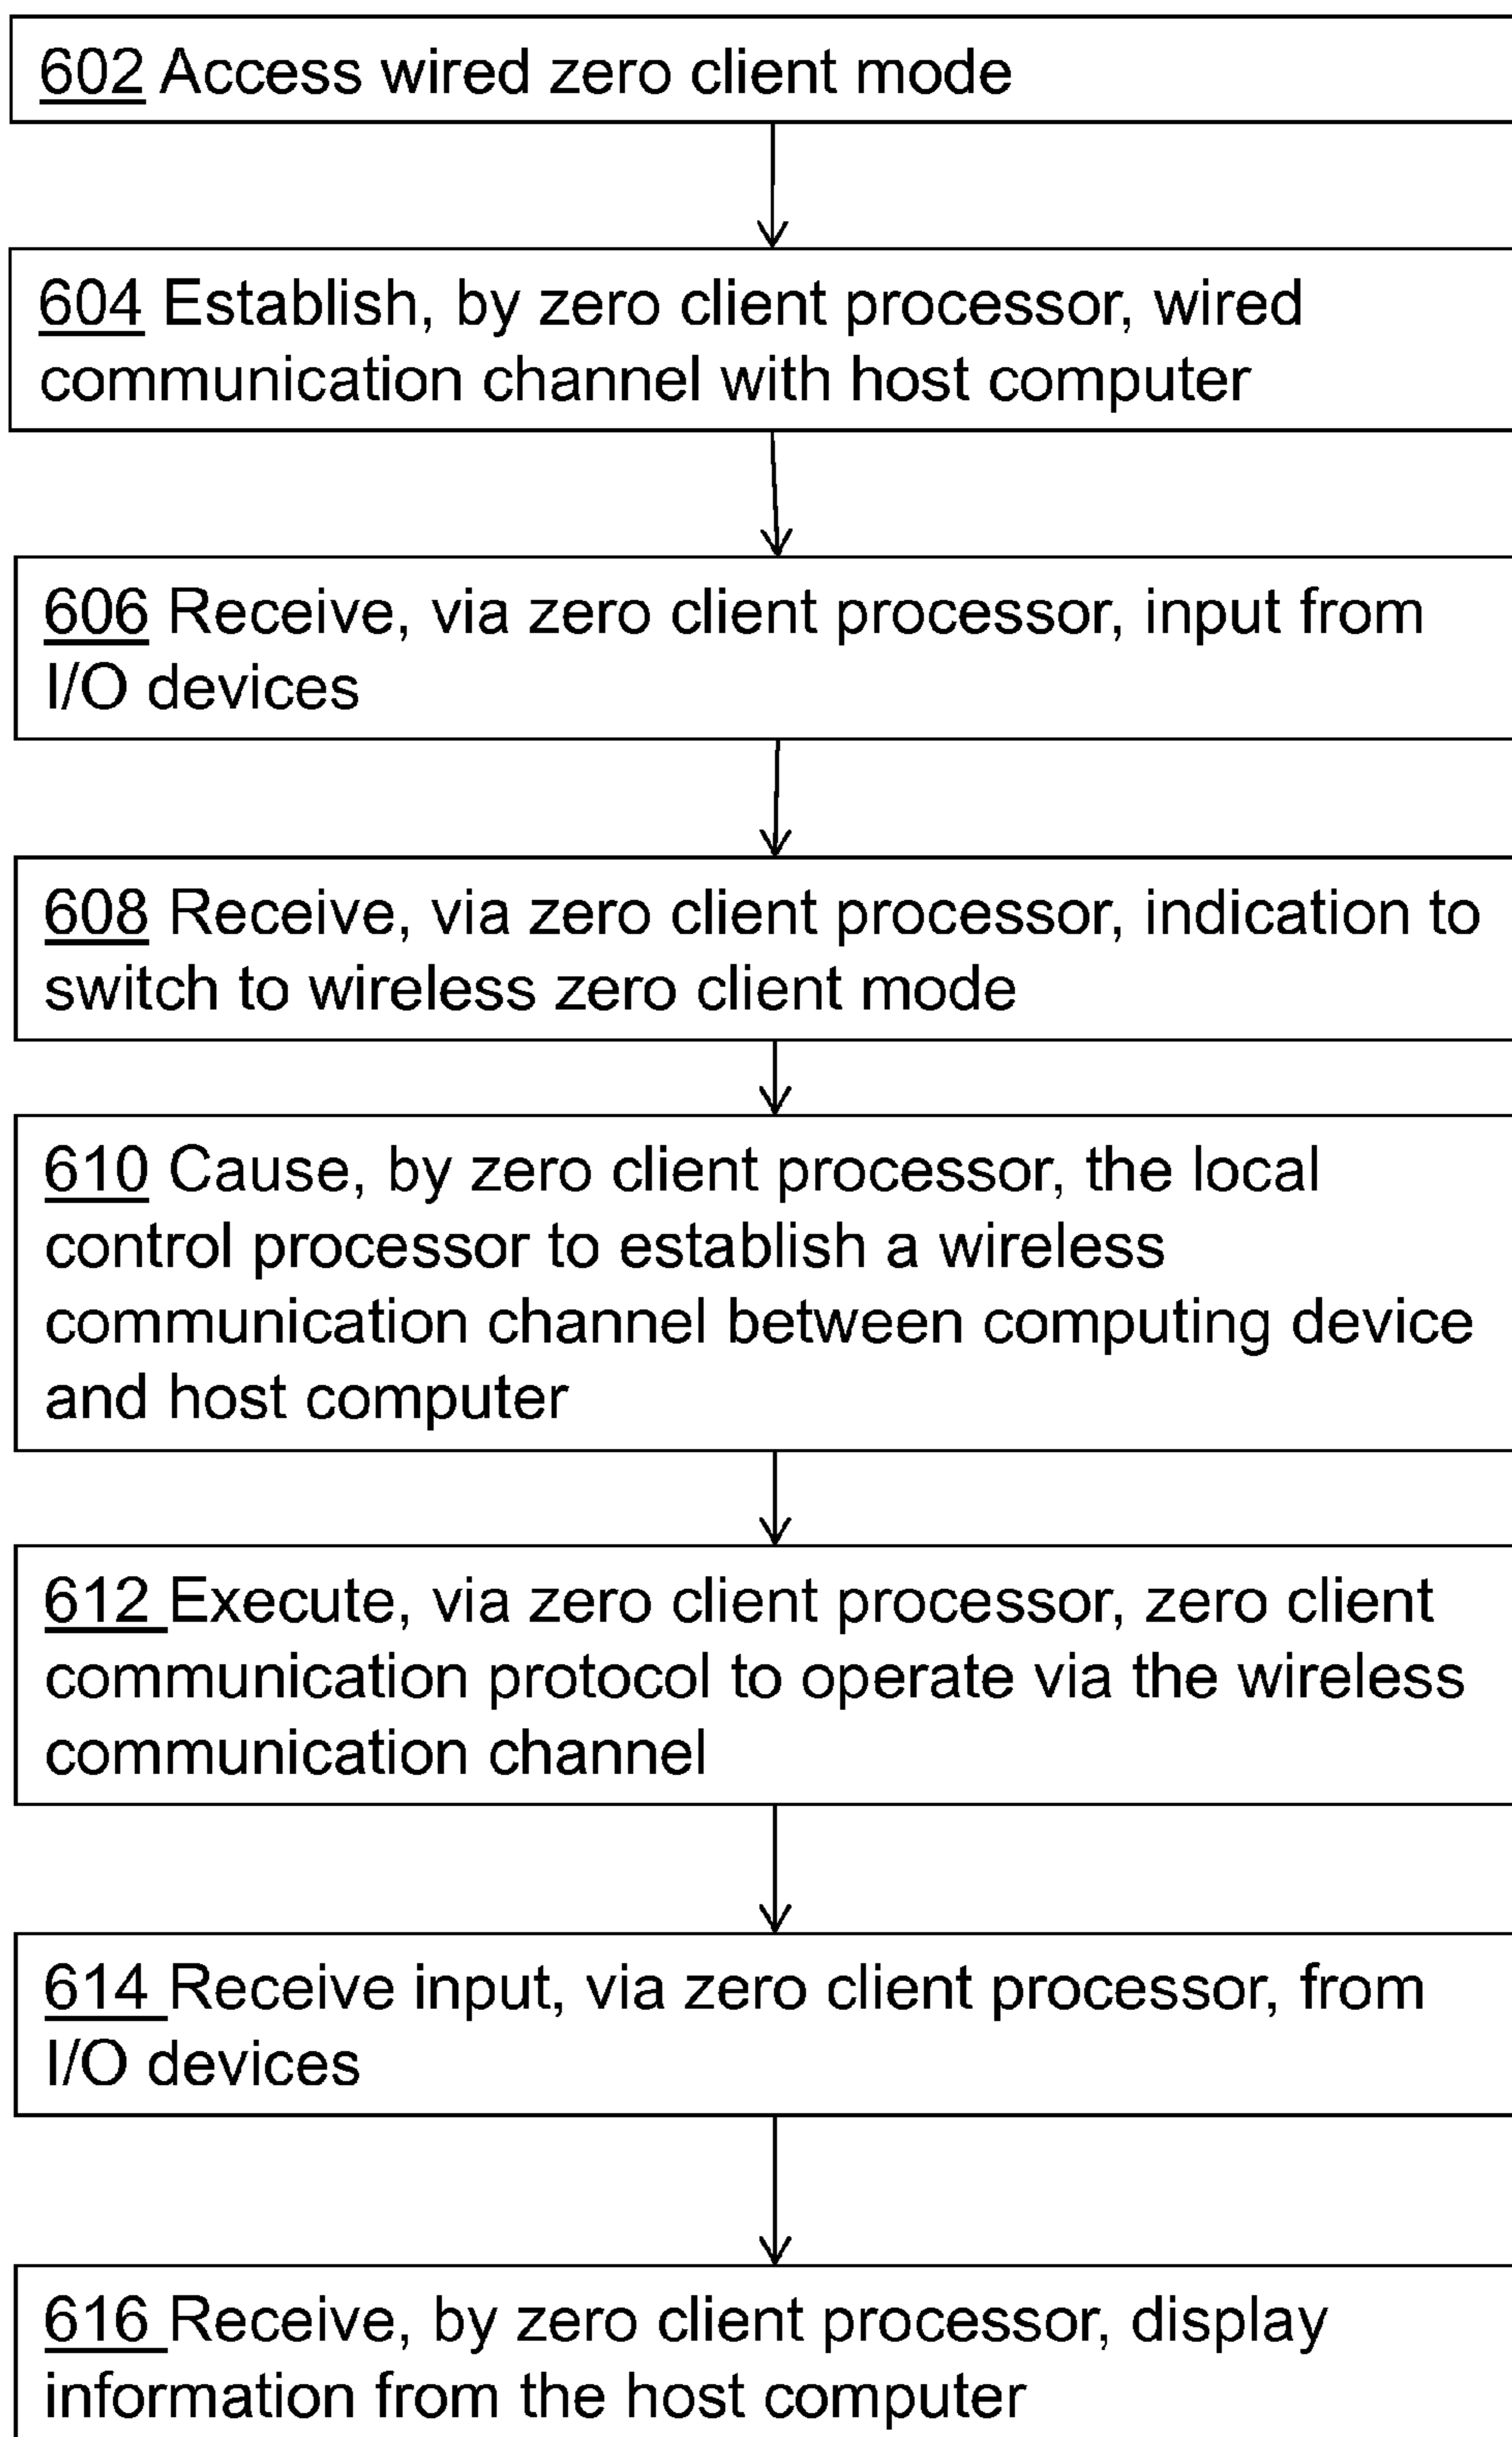 602 Access wired zero client mode
604 Establish, by zero client processor, wired
communication channel with host computer
606 Receive, via zero client processor, input from
I/O devices
608 Receive, via zero client processor, indication to
switch to wireless zero client mode
610 Cause, by zero client processor, the local
control processor to establish a wireless
communication channel between computing device
and host computer
612 Execute, via zero client processor, zero client
communication protocol to operate via the wireless
communication channel
614 Receive input, via zero client processor, from
I/O devices
616 Receive, by zero client processor, display
information from the host computer